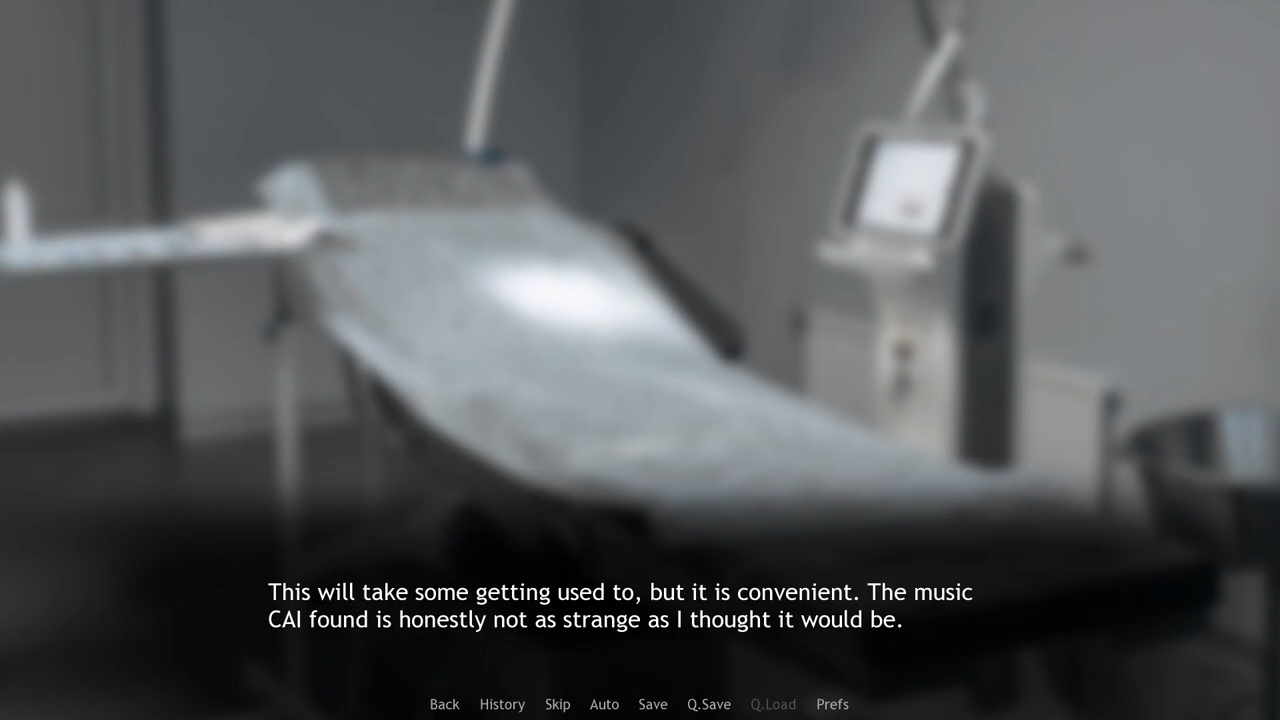 This will take some getting used to, but it is convenient. The music
CAI found is honestly not as strange as I thought it would be.
Back History Skip Auto Save Q.Save Q.Load Prefs